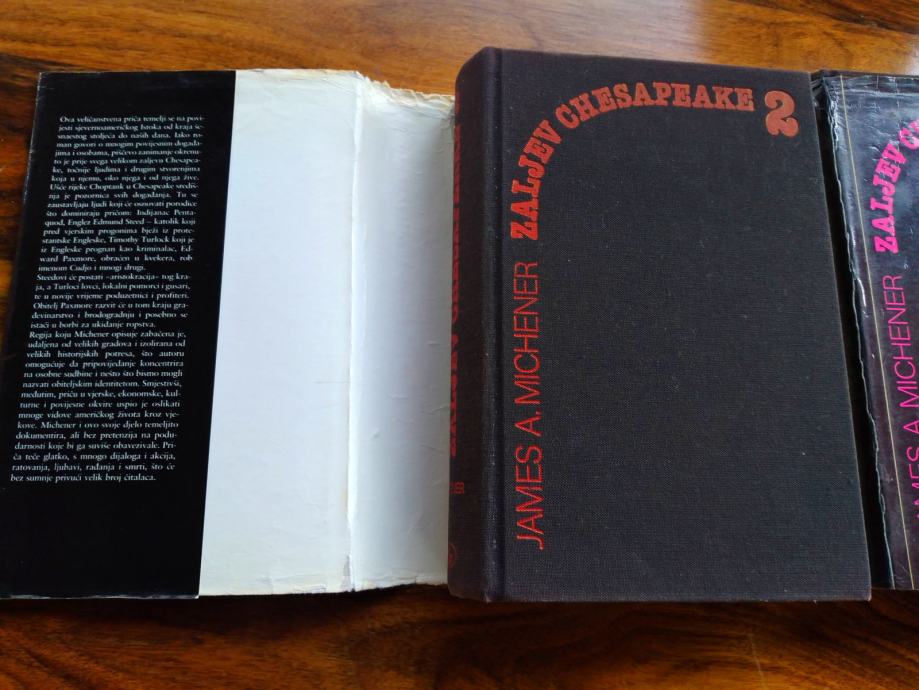 Ova veličanstvena priča temelji se na povi-
jesti sjevernoameričkog Istoka od kraja še-
snaestog stoljeća do naših dana. Iako ro-
man govori o mnogim povijesnim događa-
jima i osobama, piščevo zanimanje okrenu-
to je prije svega velikom zaljevu Chesapea-
ke, točnije ljudima i drugim stvorenjima
koja u njemu, oko njega i od njega žive.
Ušće rijeke Choptank u Chesapeake središ-
nja je pozornica svih događanja. Tu se
zaustavljaju ljudi koji će osnovati porodice
što dominiraju pričom: Indijanac Penta-
quod, Englez Edmund Steed – katolik koji
pred vjerskim progonima bježi iz prote-
stantske Engleske, Timothy Turlock koji je
iz Engleske prognan kao kriminalac, Ed-
ward Paxmore, obraćen u kvekera, rob
imenom Cudjo i mnogi drugi.
Steedovi će postati »aristokracija« tog kra-
ja, a Turloci lovci, lokalni pomorci i gusari,
te u novije vrijeme poduzetnici i profiteri.
Obitelj Paxmore razvit će u tom kraju gra-
đevinarstvo i brodogradnju i posebno se
istaći u borbi za ukidanje ropstva.
Regija koju Michener opisuje zabačena je,
udaljena od velikih gradova i izolirana od
velikih historijskih potresa, što autoru
omogućuje da pripovijedanje koncentrira
na osobne sudbine i nešto što bismo mogli
nazvati obiteljskim identitetom. Smjestivši,
međutim, priču u vjerske, ekonomske, kul-
turne i povijesne okvire uspio je oslikati
mnoge vidove američkog života kroz vje-
kove. Michener i ovo svoje djelo temeljito
dokumentira, ali bez pretenzija na podu-
darnosti koje bi ga suviše obavezivale. Pri-
ča teče glatko, s mnogo dijaloga i akcija,
ratovanja, ljubavi, rađanja i smrti, što će
bez sumnje privući velik broj čitalaca.
JAMES A. MICHENER ZALJEV CHESAPEAKE 2
MICHENER ZALJEV